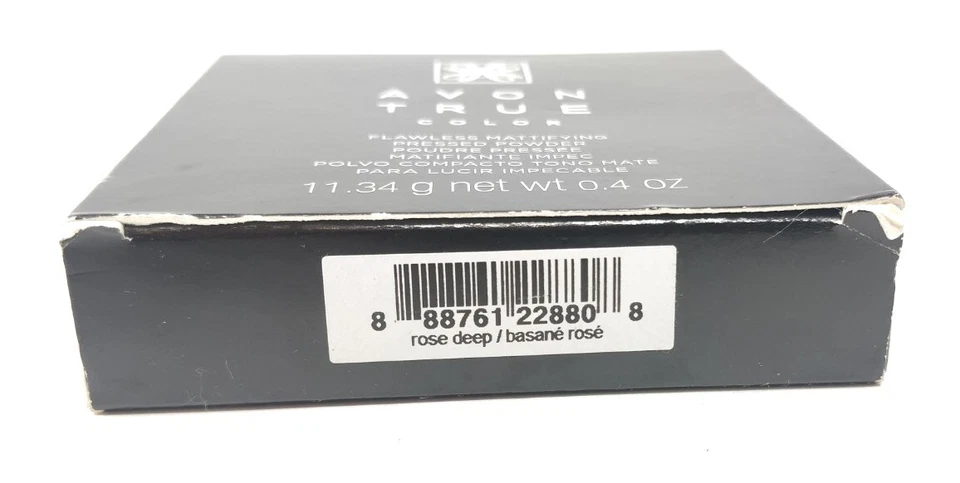 AVON
TRUE
COLOR
FLAWLESS MATTIFYING
PRESSED POWDER
POUDRE PRESSÉE
MATIFIANTE IMPEC
POLVO COMPACTO TONO MATE
PARA LUCIR IMPECABLE
11.34 g net wt 0.4 oz
8 88761 22880 8
rose deep / basané rosé